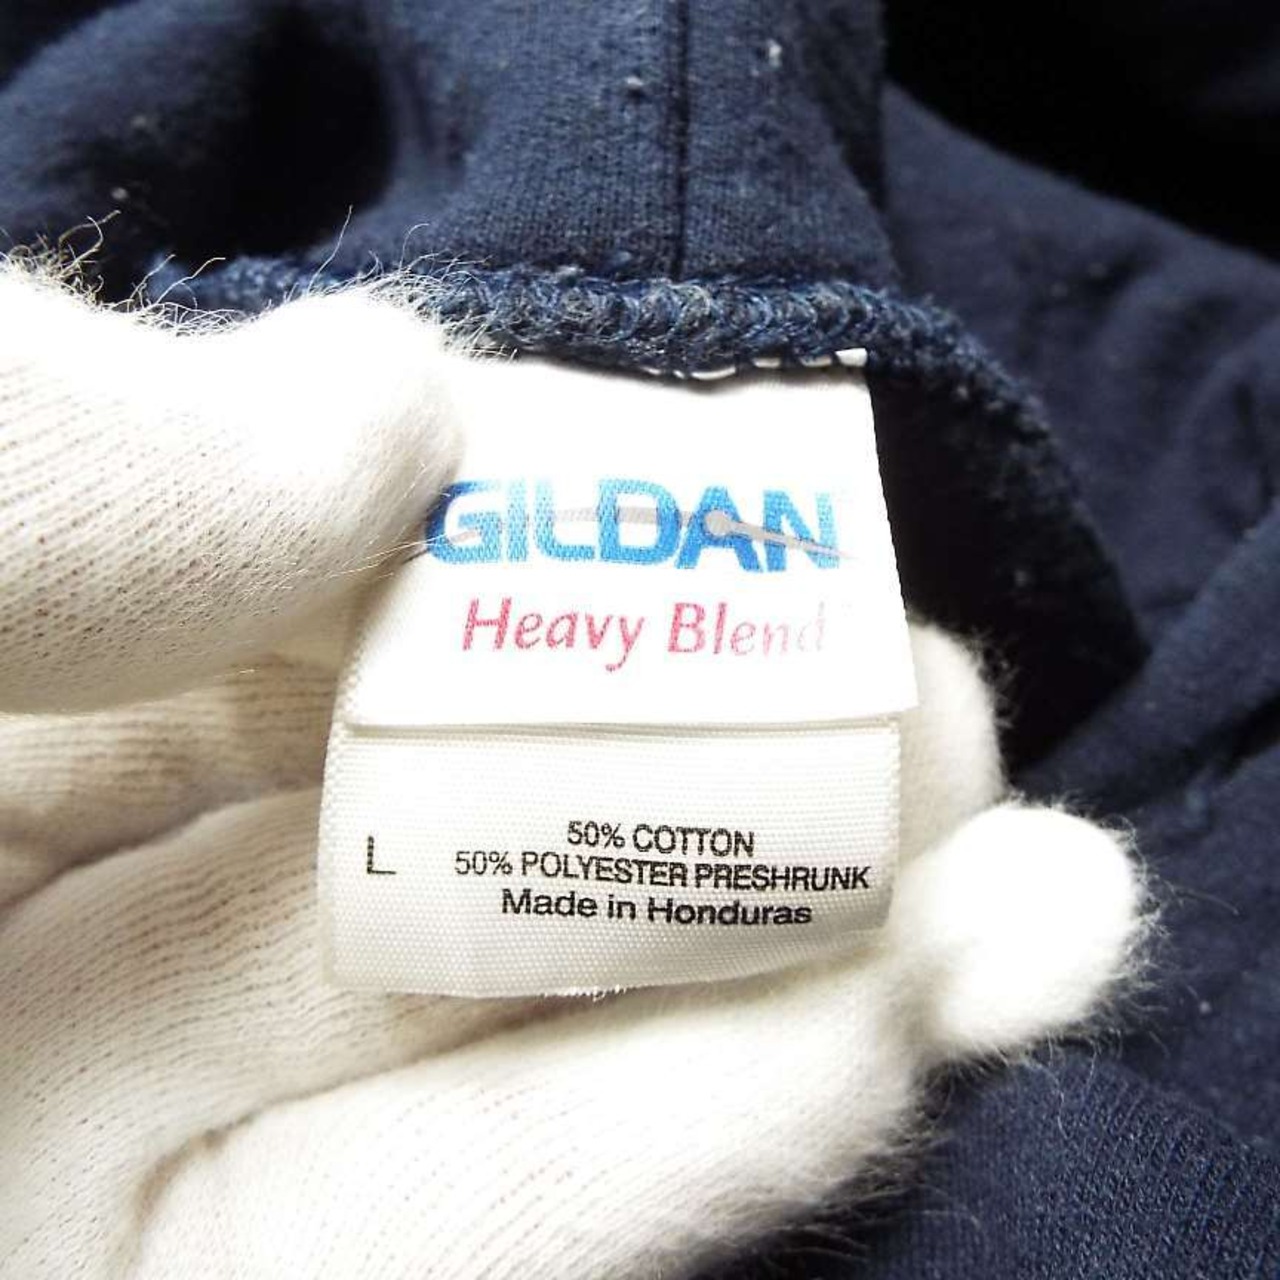 GILDAN
Heavy Blend
L
50% COTTON
50% POLYESTER PRESHRUNK
Made in Honduras